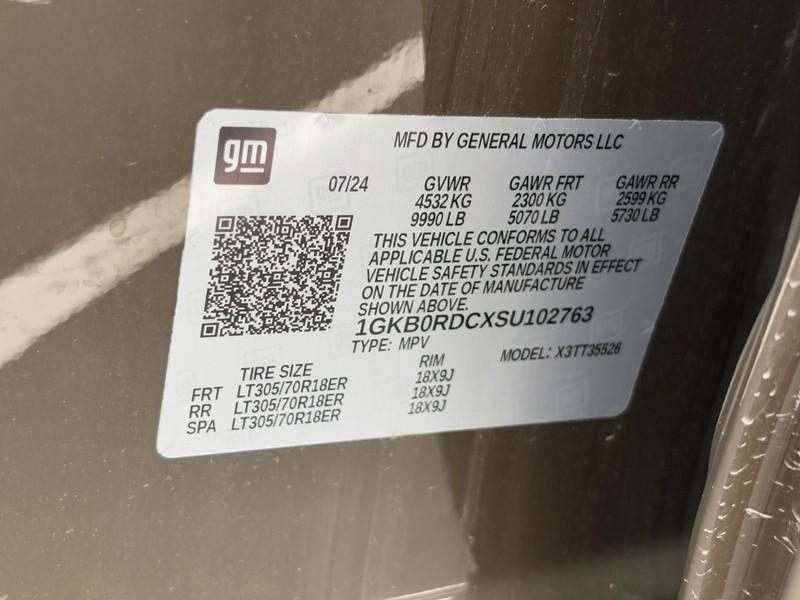 gm
MFD BY GENERAL MOTORS LLC
07/24 GVWR GAWR FRT GAWR RR
4532 KG 2300 KG 2599 KG
9990 LB 5070 LB 5730 LB
THIS VEHICLE CONFORMS TO ALL
APPLICABLE U.S. FEDERAL MOTOR
VEHICLE SAFETY STANDARDS IN EFFECT
ON THE DATE OF MANUFACTURE
SHOWN ABOVE.
1GKB0RDCXSU102763
TYPE: MPV MODEL: X3TT35526
TIRE SIZE RIM
FRT LT305/70R18ER 18X9J
RR LT305/70R18ER 18X9J
SPA LT305/70R18ER 18X9J